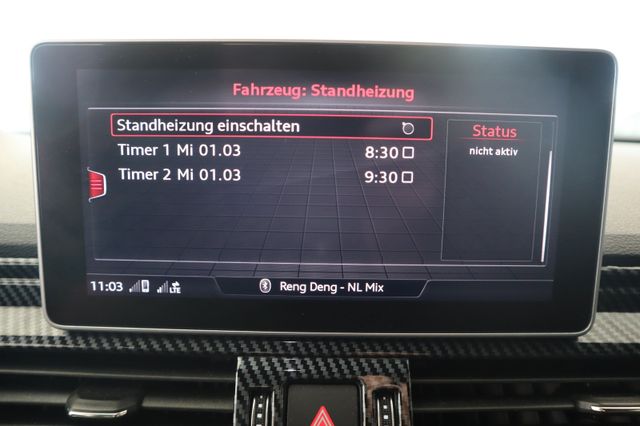 Fahrzeug: Standheizung
Standheizung einschalten
Timer 1 Mi 01.03 8:30
Timer 2 Mi 01.03 9:30
Status
nicht aktiv
11:03 LTE Reng Deng - NL Mix